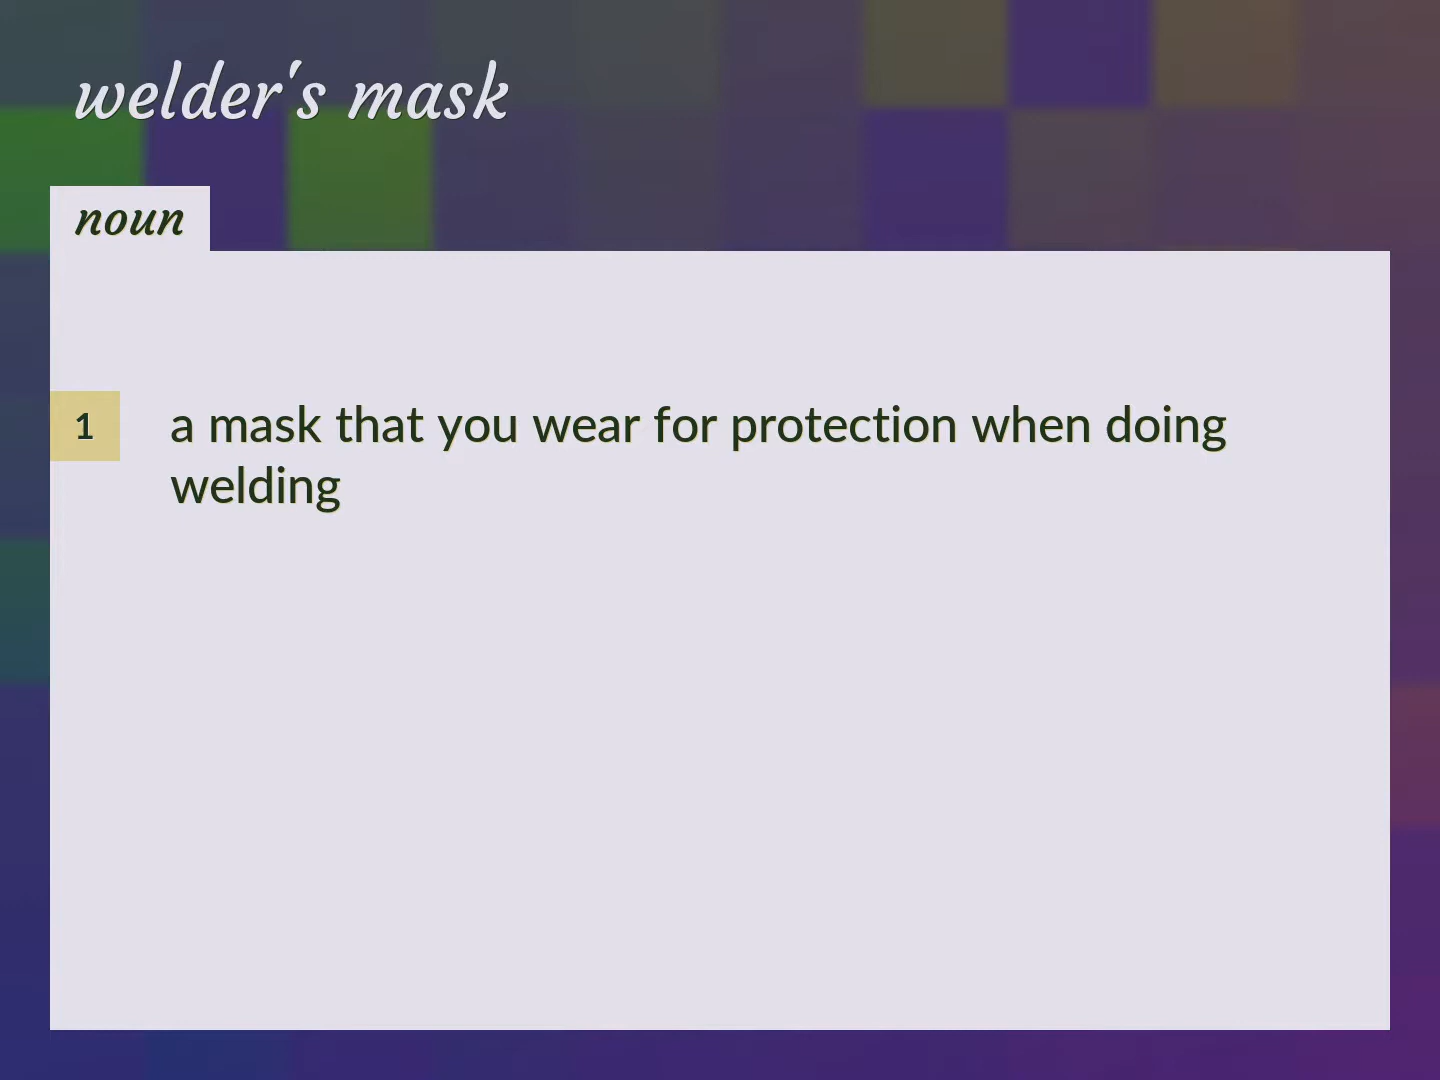 welder's mask
noun
1 a mask that you wear for protection when doing
welding